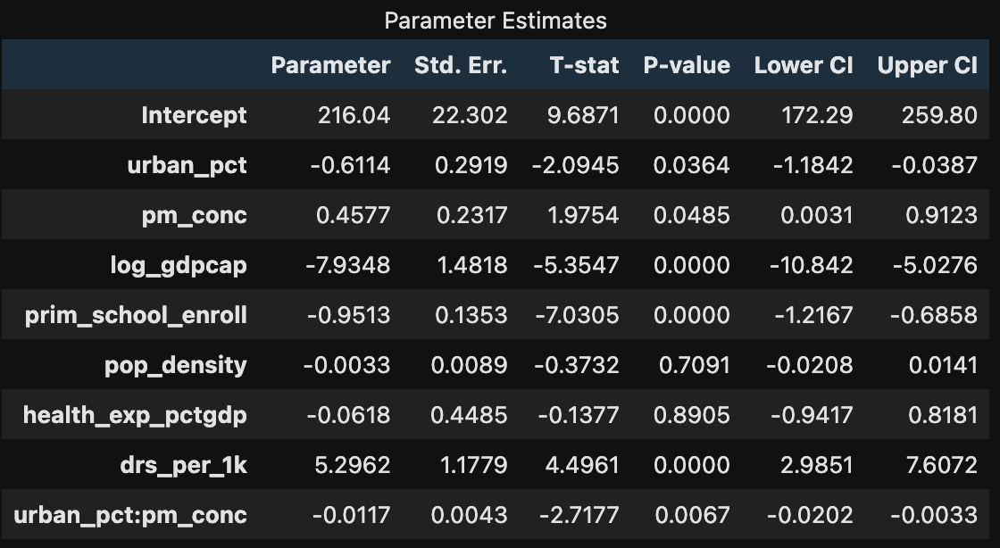 Parameter Estimates
Parameter Std. Err. T-stat P-value Lower CI Upper CI
Intercept 216.04 22.302 9.6871 0.0000 172.29 259.80
urban_pct -0.6114 0.2919 -2.0945 0.0364 -1.1842 -0.0387
pm_conc 0.4577 0.2317 1.9754 0.0485 0.0031 0.9123
log_gdpcap -7.9348 1.4818 -5.3547 0.0000 -10.842 -5.0276
prim_school_enroll -0.9513 0.1353 -7.0305 0.0000 -1.2167 -0.6858
pop_density -0.0033 0.0089 -0.3732 0.7091 -0.0208 0.0141
health_exp_pctgdp -0.0618 0.4485 -0.1377 0.8905 -0.9417 0.8181
drs_per_1k 5.2962 1.1779 4.4961 0.0000 2.9851 7.6072
urban_pct:pm_conc -0.0117 0.0043 -2.7177 0.0067 -0.0202 -0.0033